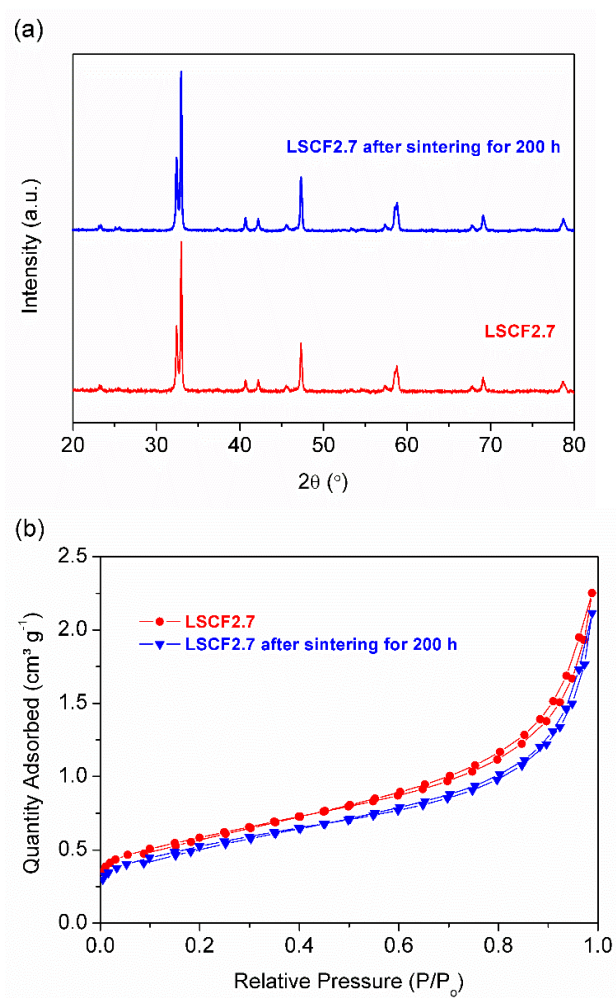 (a)
LSCF2.7 after sintering for 200 h
LSCF2.7
Intensity (a.u.)
20 30 40 50 60 70 80
2θ (°)
(b)
2.5
2.0
1.5
1.0
0.5
0.0
LSCF2.7
LSCF2.7 after sintering for 200 h
Quantity Adsorbed (cm³ g⁻¹)
0.0 0.2 0.4 0.6 0.8 1.0
Relative Pressure (P/Pₒ)